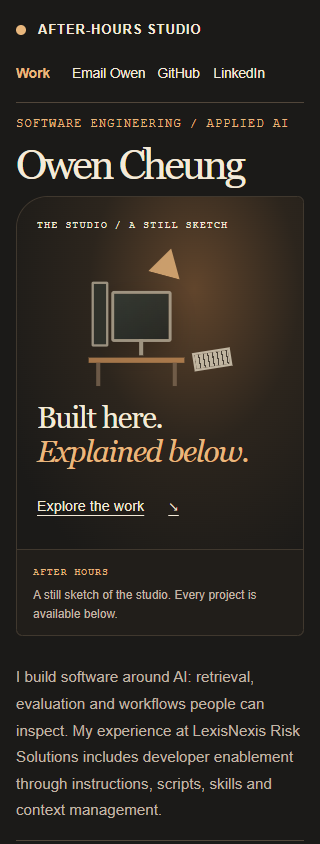 AFTER-HOURS STUDIO
Work Email Owen GitHub LinkedIn
SOFTWARE ENGINEERING / APPLIED AI
Owen Cheung
THE STUDIO / A STILL SKETCH
Built here.
Explained below.
Explore the work ↘
AFTER HOURS
A still sketch of the studio. Every project is
available below.
I build software around AI: retrieval,
evaluation and workflows people can
inspect. My experience at LexisNexis Risk
Solutions includes developer enablement
through instructions, scripts, skills and
context management.